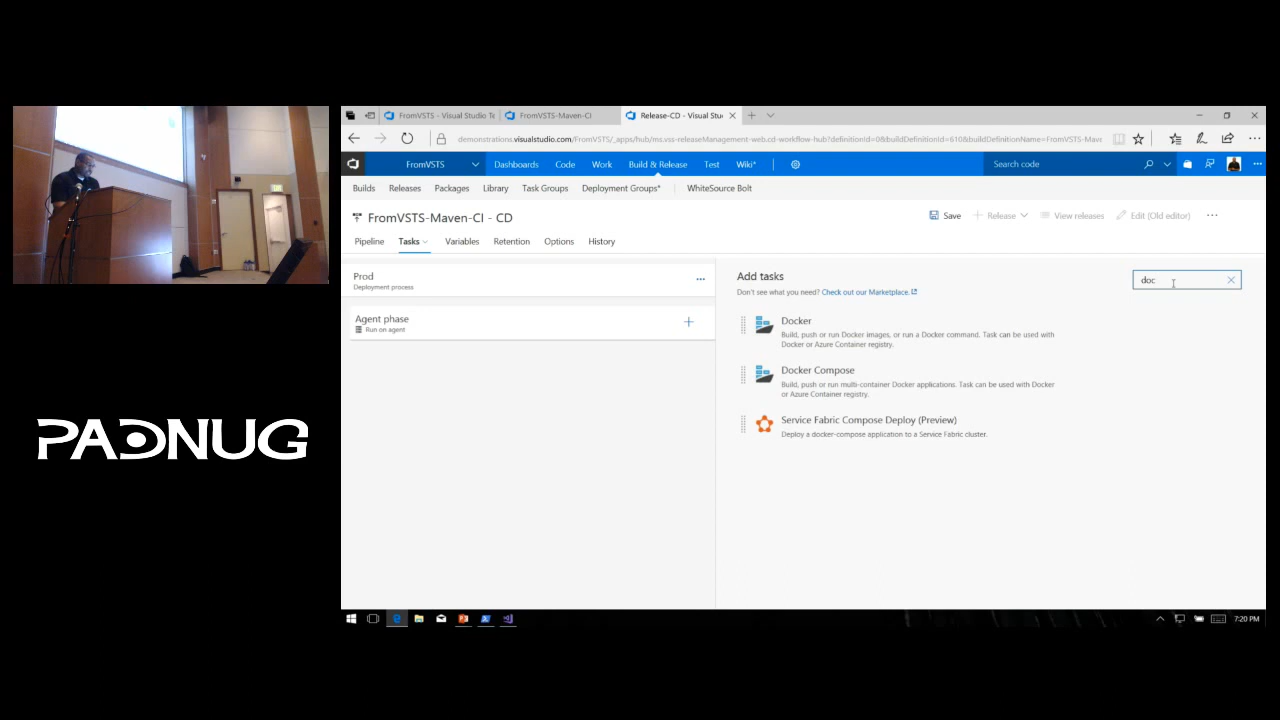 PADNUG
FromVSTS - Visual Studio Te
FromVSTS-Maven-CI
Release-CD - Visual Stu
demonstrations.visualstudio.com/FromVSTS/_apps/hub/ms.vss-releaseManagement-web.cd-workflow-hub?definitionId=0&buildDefinitionId=610&buildDefinitionName=FromVSTS-Mave
FromVSTS
Dashboards
Code
Work
Build & Release
Test
Wiki*
Search code
Builds
Releases
Packages
Library
Task Groups
Deployment Groups*
WhiteSource Bolt
FromVSTS-Maven-CI - CD
Save
Release
View releases
Edit (Old editor)
Pipeline
Tasks
Variables
Retention
Options
History
Prod
Deployment process
Agent phase
Run on agent
Add tasks
Don't see what you need? Check out our Marketplace.
doc
Docker
Build, push or run Docker images, or run a Docker command. Task can be used with
Docker or Azure Container registry.
Docker Compose
Build, push or run multi-container Docker applications. Task can be used with Docker
or Azure Container registry.
Service Fabric Compose Deploy (Preview)
Deploy a docker-compose application to a Service Fabric cluster.
7:20 PM